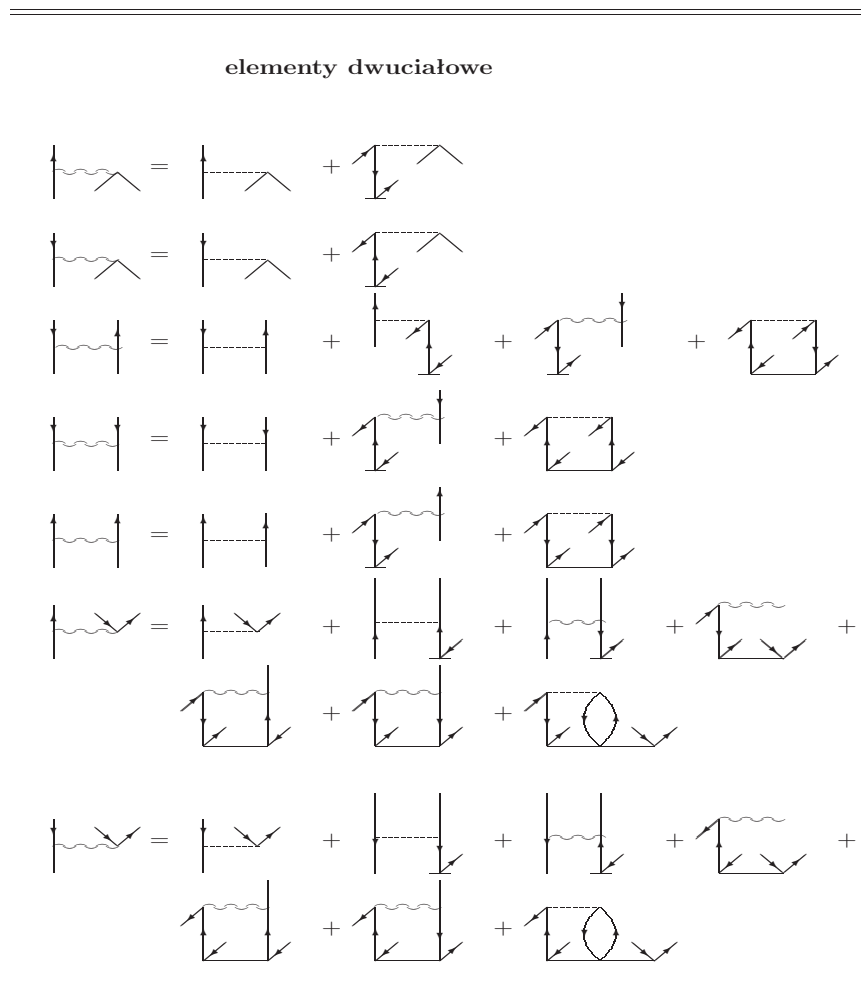 elementy dwuciałowe
= +
= +
= + + +
= + +
= + +
= + + + +
+ +
= + + + +
+ +